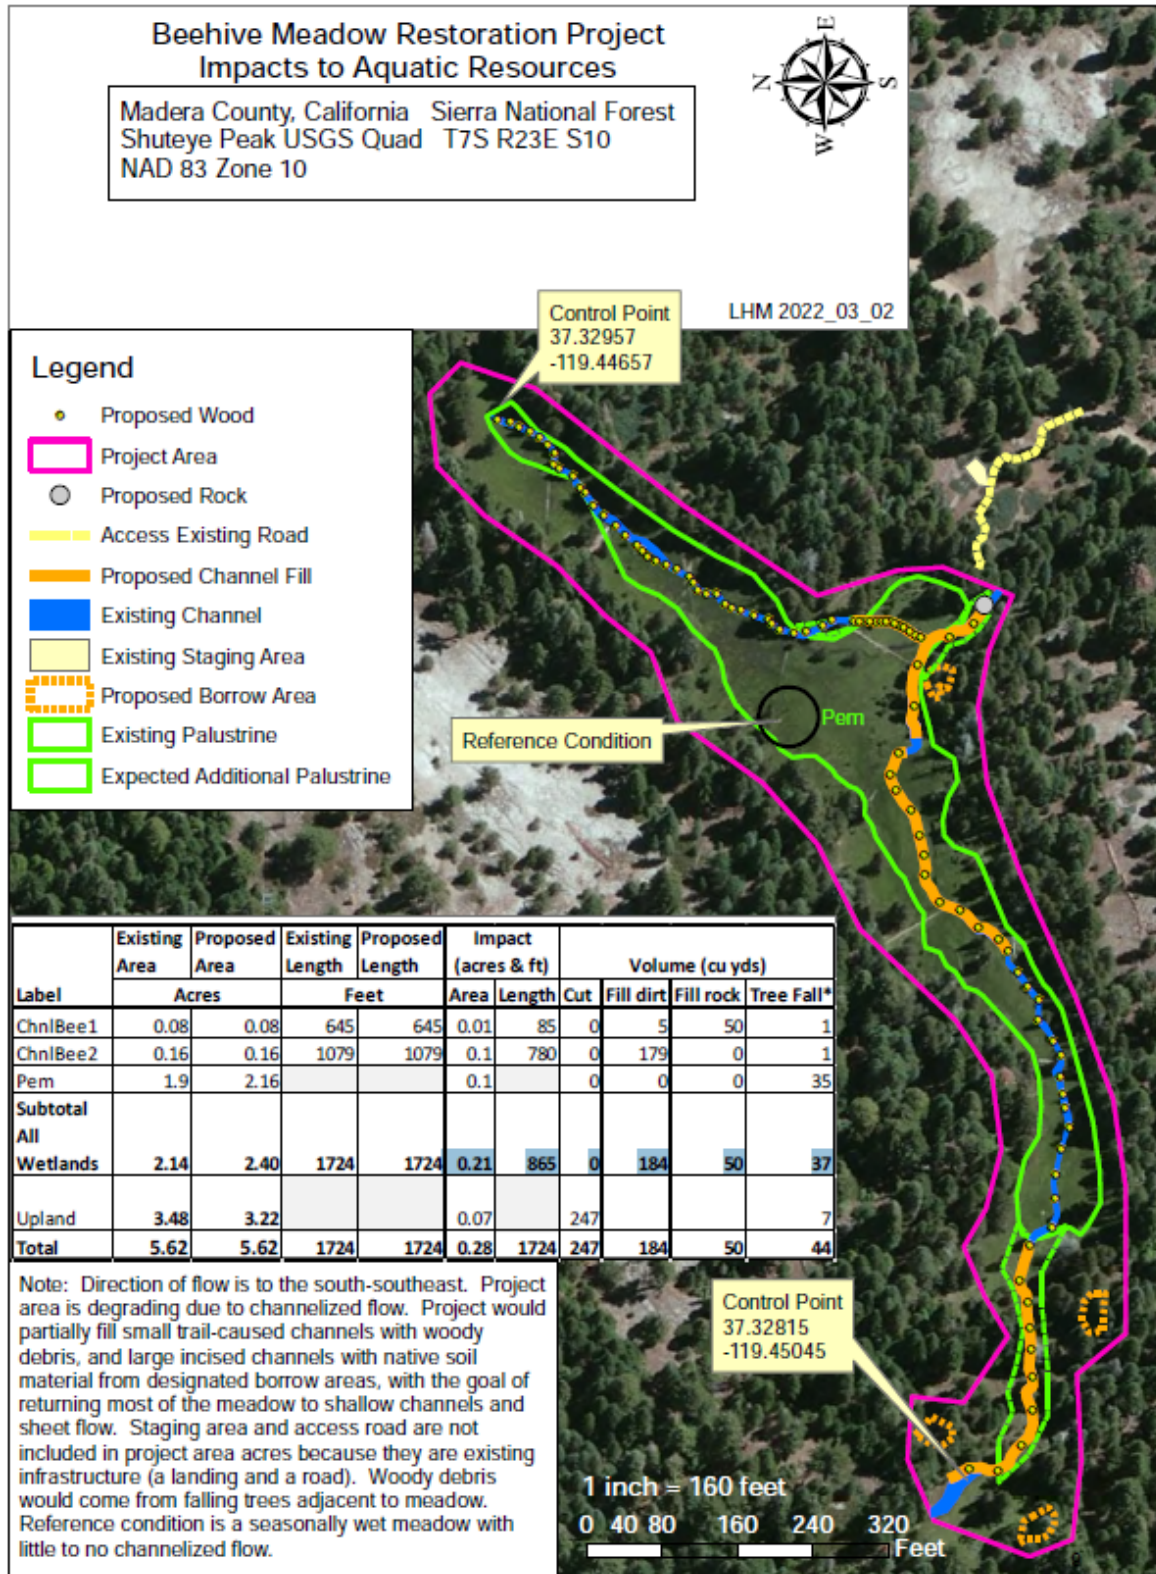 Beehive Meadow Restoration Project
Impacts to Aquatic Resources
Madera County, California Sierra National Forest
Shuteye Peak USGS Quad T7S R23E S10
NAD 83 Zone 10
E
N
S
W
LHM 2022_03_02
Control Point
37.32957
-119.44657
Legend
Proposed Wood
Project Area
Proposed Rock
Access Existing Road
Proposed Channel Fill
Existing Channel
Existing Staging Area
Proposed Borrow Area
Existing Palustrine
Expected Additional Palustrine
Pem
Reference Condition
Existing Area Proposed Area Existing Length Proposed Length Impact (acres & ft) Volume (cu yds)
Label Acres Feet Area Length Cut Fill dirt Fill rock Tree Fall*
ChnlBee1 0.08 0.08 645 645 0.01 85 0 5 50 1
ChnlBee2 0.16 0.16 1079 1079 0.1 780 0 179 0 1
Pem 1.9 2.16 0.1 0 0 0 35
Subtotal
All
Wetlands 2.14 2.40 1724 1724 0.21 865 0 184 50 37
Upland 3.48 3.22 0.07 247 7
Total 5.62 5.62 1724 1724 0.28 1724 247 184 50 44
Note: Direction of flow is to the south-southeast. Project
area is degrading due to channelized flow. Project would
partially fill small trail-caused channels with woody
debris, and large incised channels with native soil
material from designated borrow areas, with the goal of
returning most of the meadow to shallow channels and
sheet flow. Staging area and access road are not
included in project area acres because they are existing
infrastructure (a landing and a road). Woody debris
would come from falling trees adjacent to meadow.
Reference condition is a seasonally wet meadow with
little to no channelized flow.
Control Point
37.32815
-119.45045
1 inch = 160 feet
0 40 80 160 240 320
Feet